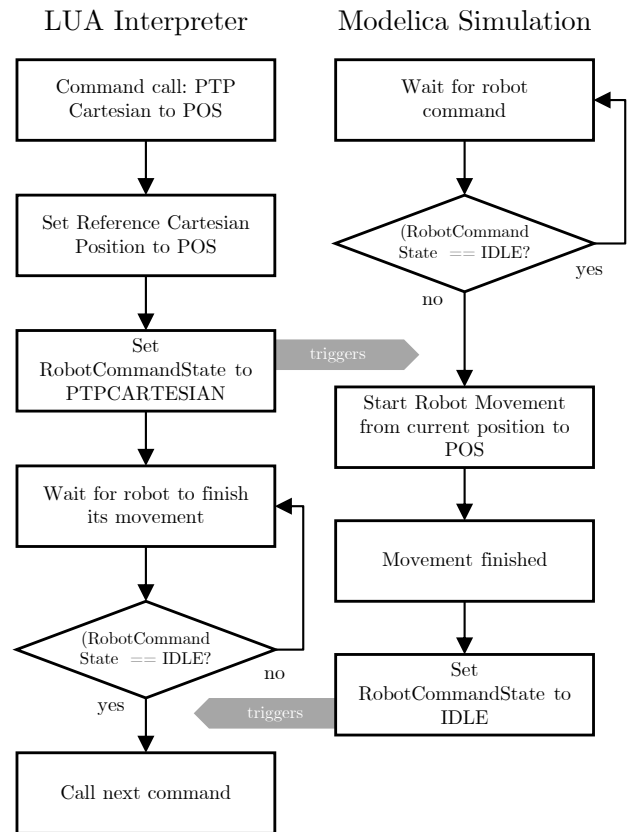 LUA Interpreter
Command call: PTP
Cartesian to POS
Set Reference Cartesian
Position to POS
Set
RobotCommandState to
PTPCARTESIAN
triggers
Wait for robot to finish
its movement
(RobotCommand
State == IDLE?
no
yes
Call next command
Modelica Simulation
Wait for robot
command
(RobotCommand
State == IDLE?
yes
no
Start Robot Movement
from current position to
POS
Movement finished
Set
RobotCommandState to
IDLE
triggers